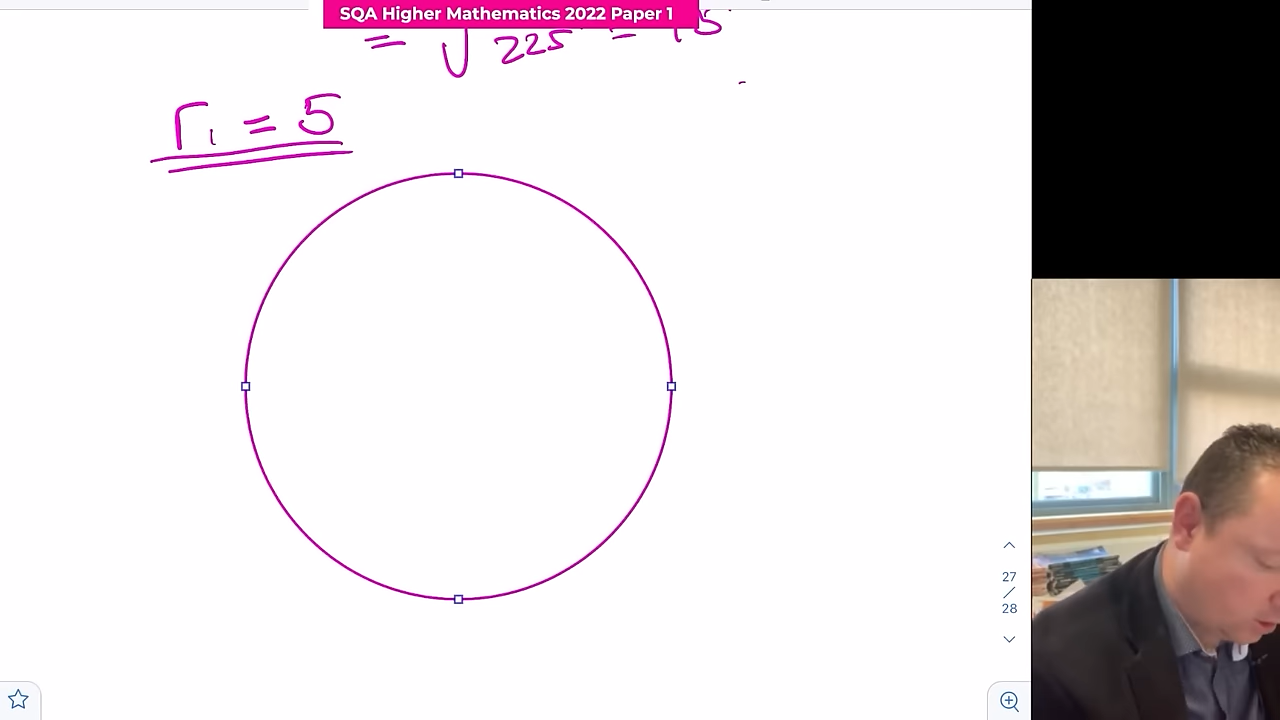 SQA Higher Mathematics 2022 Paper 1
= √225 = 15
r₁ = 5
27
/
28